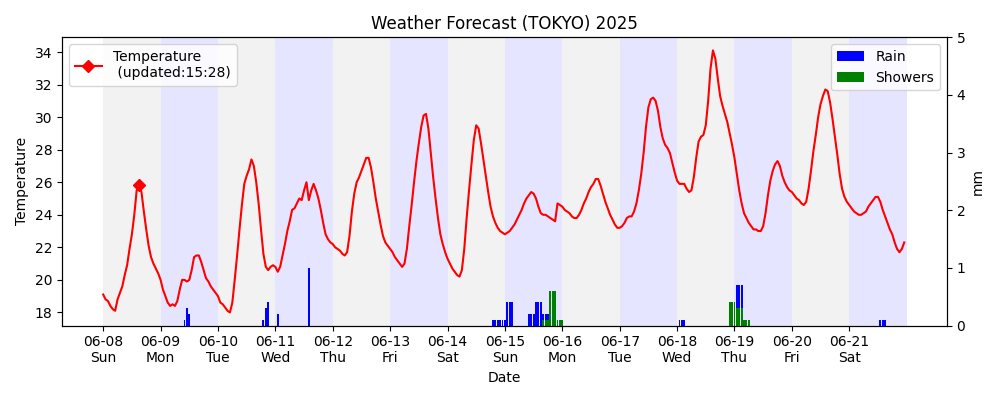 Weather Forecast (TOKYO) 2025
Temperature
(updated:15:28)
Rain
Showers
Temperature
34
32
30
28
26
24
22
20
18
5
4
3
2
1
0
mm
06-08 06-09 06-10 06-11 06-12 06-13 06-14 06-15 06-16 06-17 06-18 06-19 06-20 06-21
Sun Mon Tue Wed Thu Fri Sat Sun Mon Tue Wed Thu Fri Sat
Date